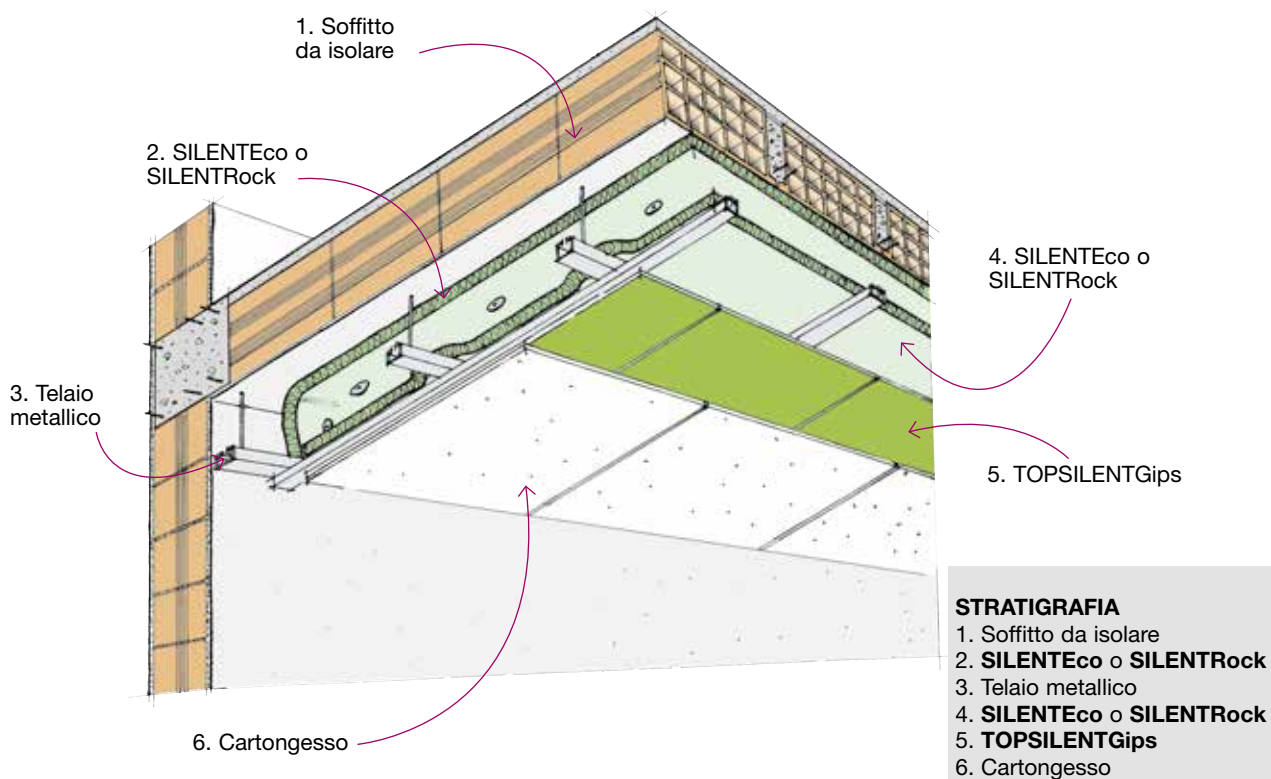 1. Soffitto
da isolare
2. SILENTEco o
SILENTRock
3. Telaio
metallico
4. SILENTEco o
SILENTRock
5. TOPSILENTGips
6. Cartongesso
STRATIGRAFIA
1. Soffitto da isolare
2. SILENTEco o SILENTRock
3. Telaio metallico
4. SILENTEco o SILENTRock
5. TOPSILENTGips
6. Cartongesso